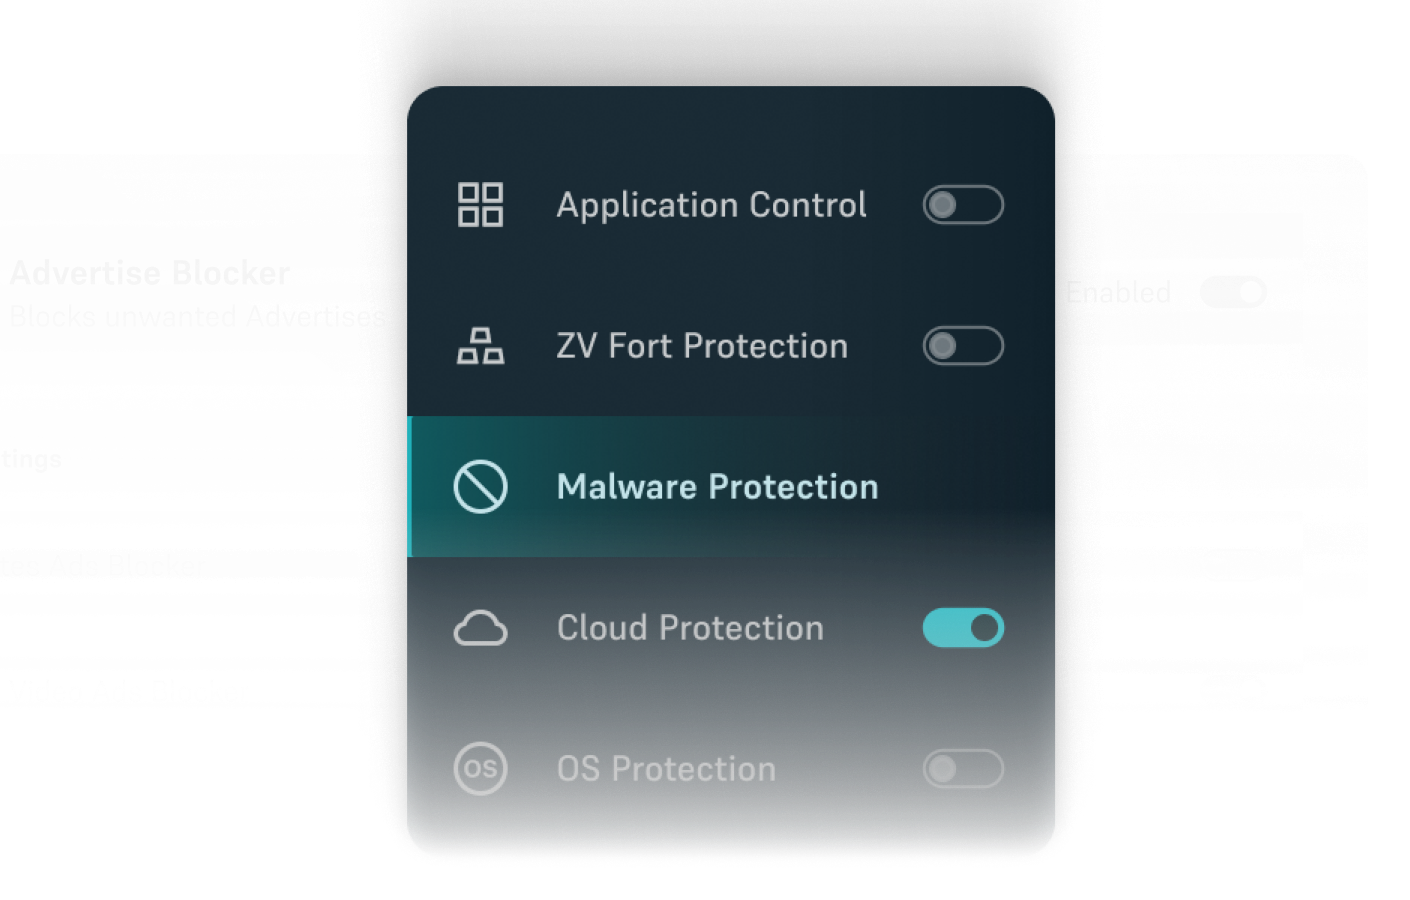 Application Control
Advertise Blocker
Blocks unwanted Advertises
Enabled
ZV Fort Protection
tings
Malware Protection
Cloud Protection
OS
OS Protection